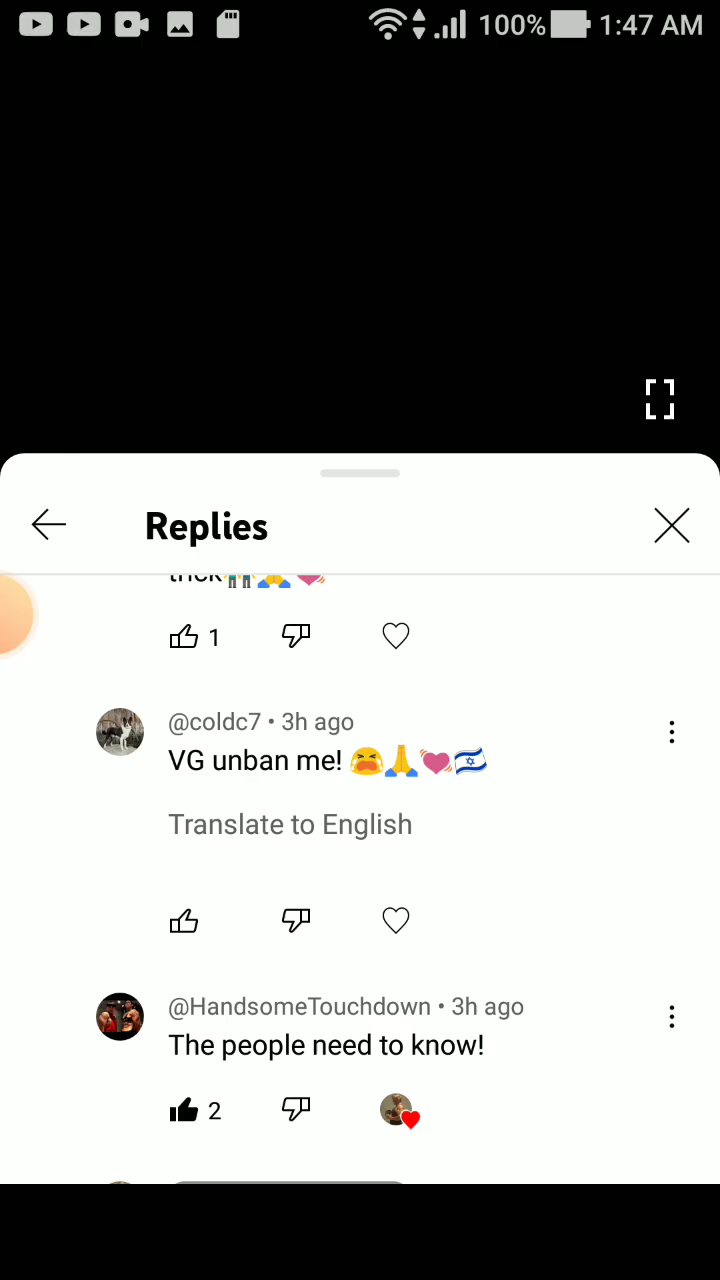 100% 1:47 AM
Replies
1
@coldc7 • 3h ago
VG unban me! 😭🙏💓🇮🇱
Translate to English
@HandsomeTouchdown • 3h ago
The people need to know!
2